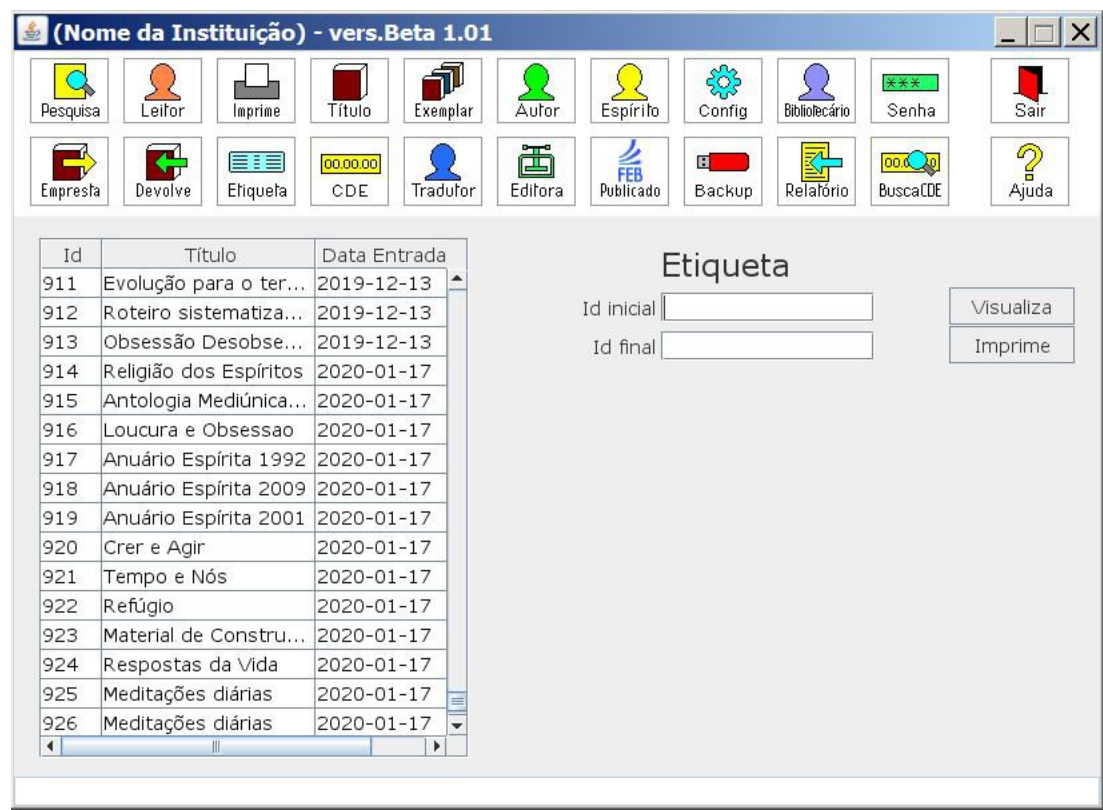 (Nome da Instituição) - vers.Beta 1.01
Pesquisa Leitor Imprime Título Exemplar Autor Espírito Config Bibliotecário *** Senha Sair
Empresta Devolve Etiqueta 00.00.00 CDE Tradutor Editora FEB Publicado Backup Relatório BuscaCDE Ajuda
Id Título Data Entrada
911 Evolução para o ter... 2019-12-13
912 Roteiro sistematiza... 2019-12-13
913 Obsessão Desobse... 2019-12-13
914 Religião dos Espíritos 2020-01-17
915 Antologia Mediúnica... 2020-01-17
916 Loucura e Obsessao 2020-01-17
917 Anuário Espírita 1992 2020-01-17
918 Anuário Espírita 2009 2020-01-17
919 Anuário Espírita 2001 2020-01-17
920 Crer e Agir 2020-01-17
921 Tempo e Nós 2020-01-17
922 Refúgio 2020-01-17
923 Material de Constru... 2020-01-17
924 Respostas da Vida 2020-01-17
925 Meditações diárias 2020-01-17
926 Meditações diárias 2020-01-17
Etiqueta
Id inicial
Id final
Visualiza
Imprime